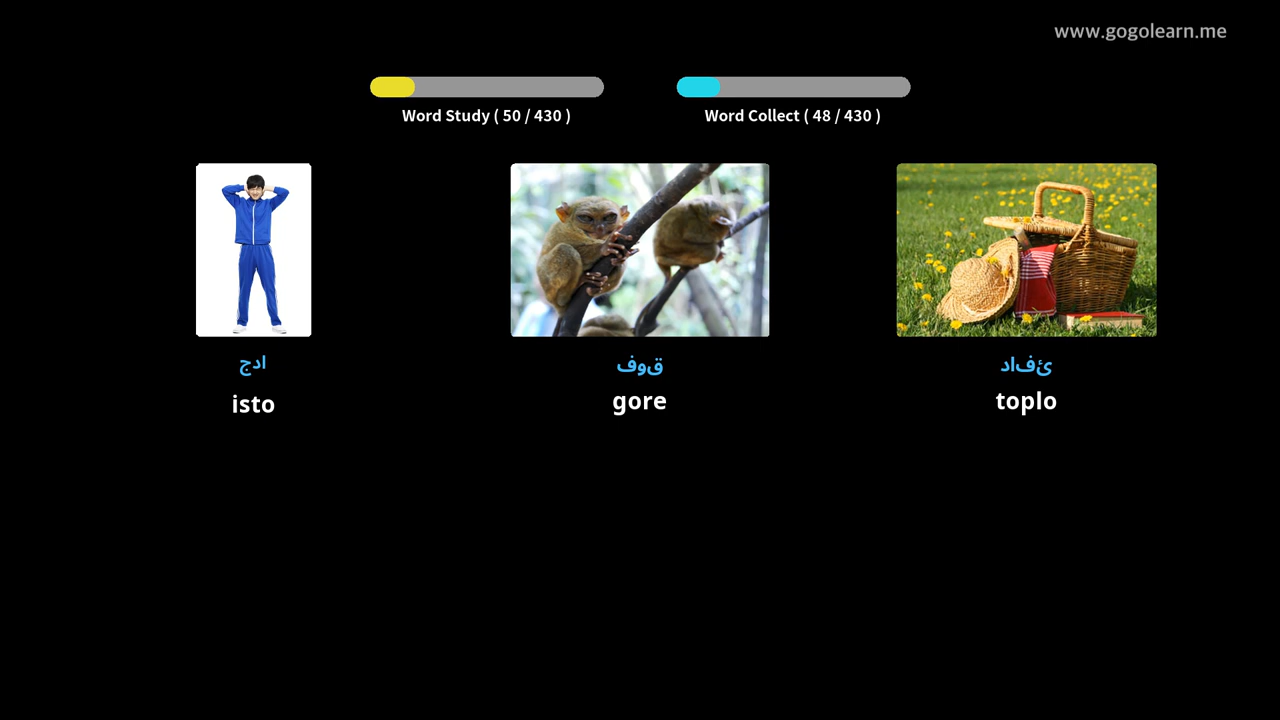 www.gogolearn.me
Word Study ( 50 / 430 )
Word Collect ( 48 / 430 )
ادج
isto
قوف
gore
ئفاد
toplo